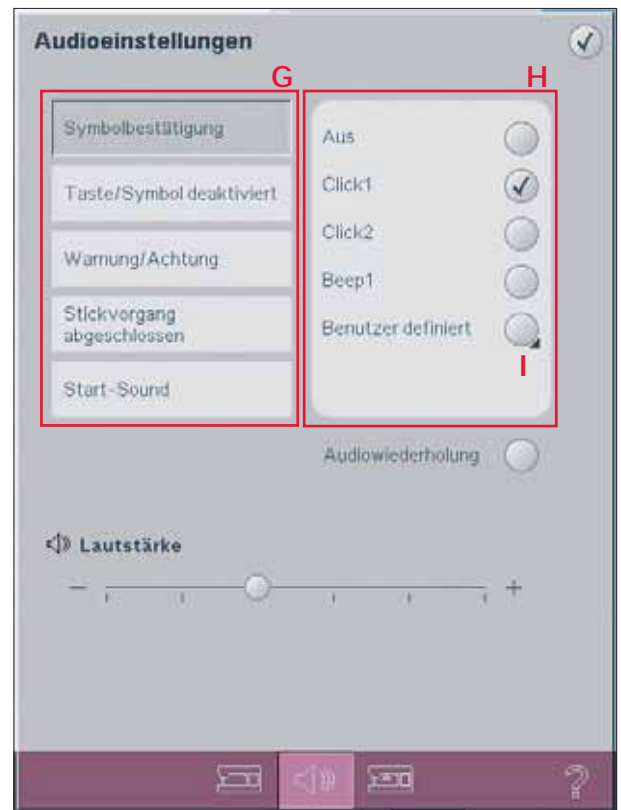 Audioeinstellungen
G
H
Symbolbestätigung
Taste/Symbol deaktiviert
Warnung/Achtung
Stickvorgang
abgeschlossen
Start-Sound
Aus
Click1
Click2
Beep1
Benutzer definiert
I
Audiowiederholung
Lautstärke
− +
?